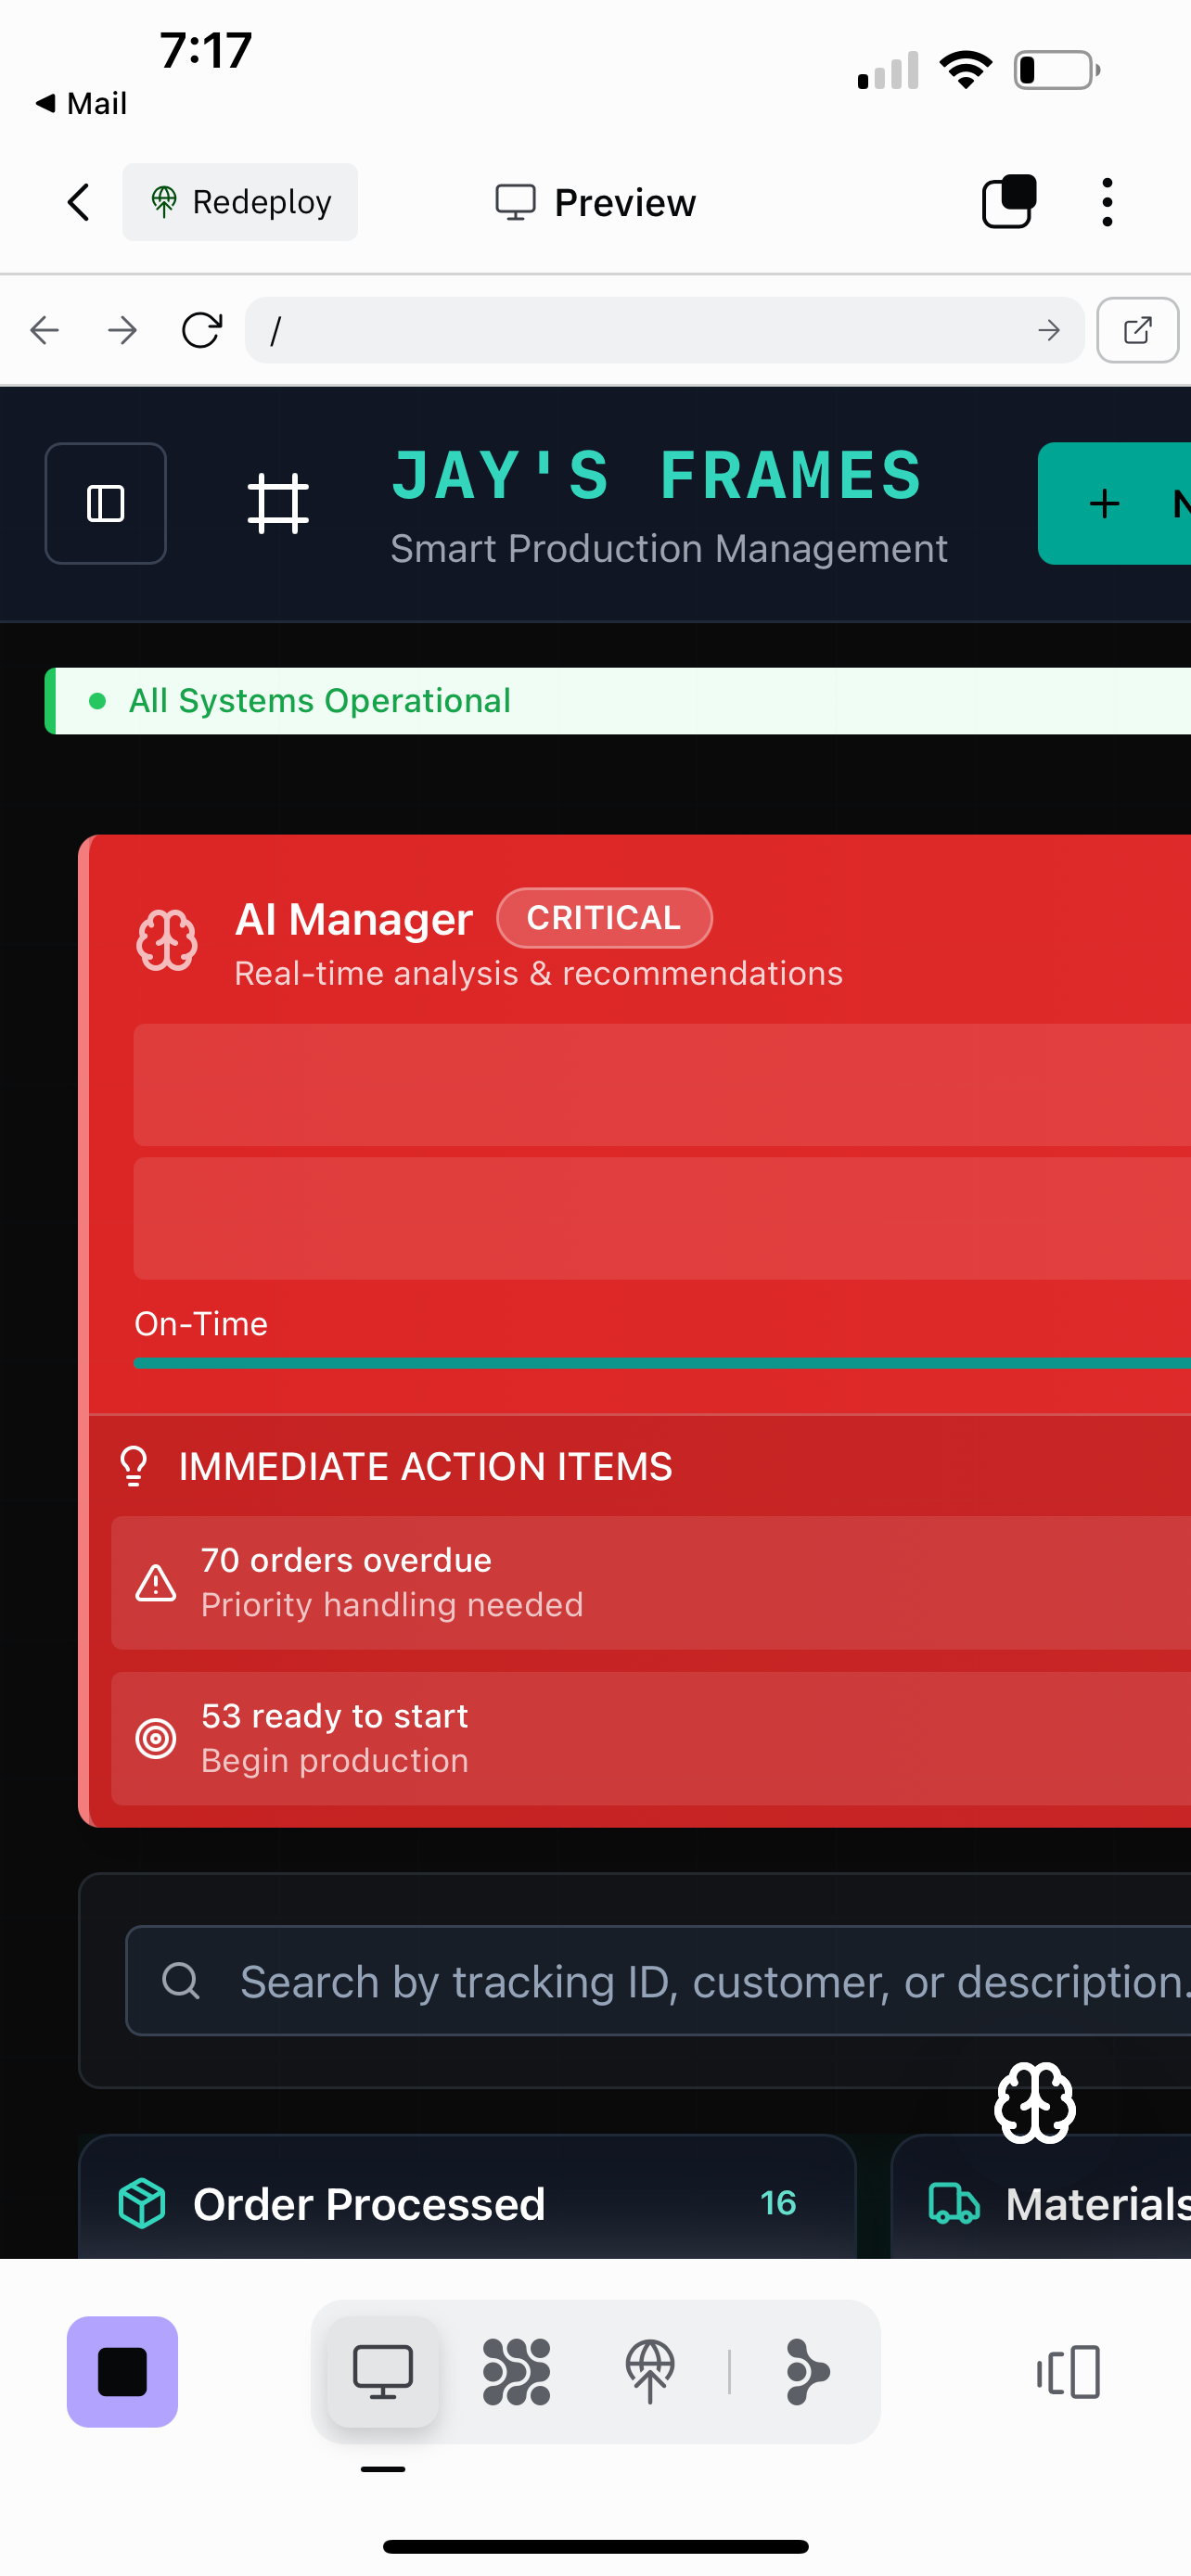 7:17
Mail
Redeploy
Preview
/
JAY'S FRAMES
Smart Production Management
All Systems Operational
AI Manager
CRITICAL
Real-time analysis & recommendations
On-Time
IMMEDIATE ACTION ITEMS
70 orders overdue
Priority handling needed
53 ready to start
Begin production
Search by tracking ID, customer, or description.
Order Processed
16
Materials